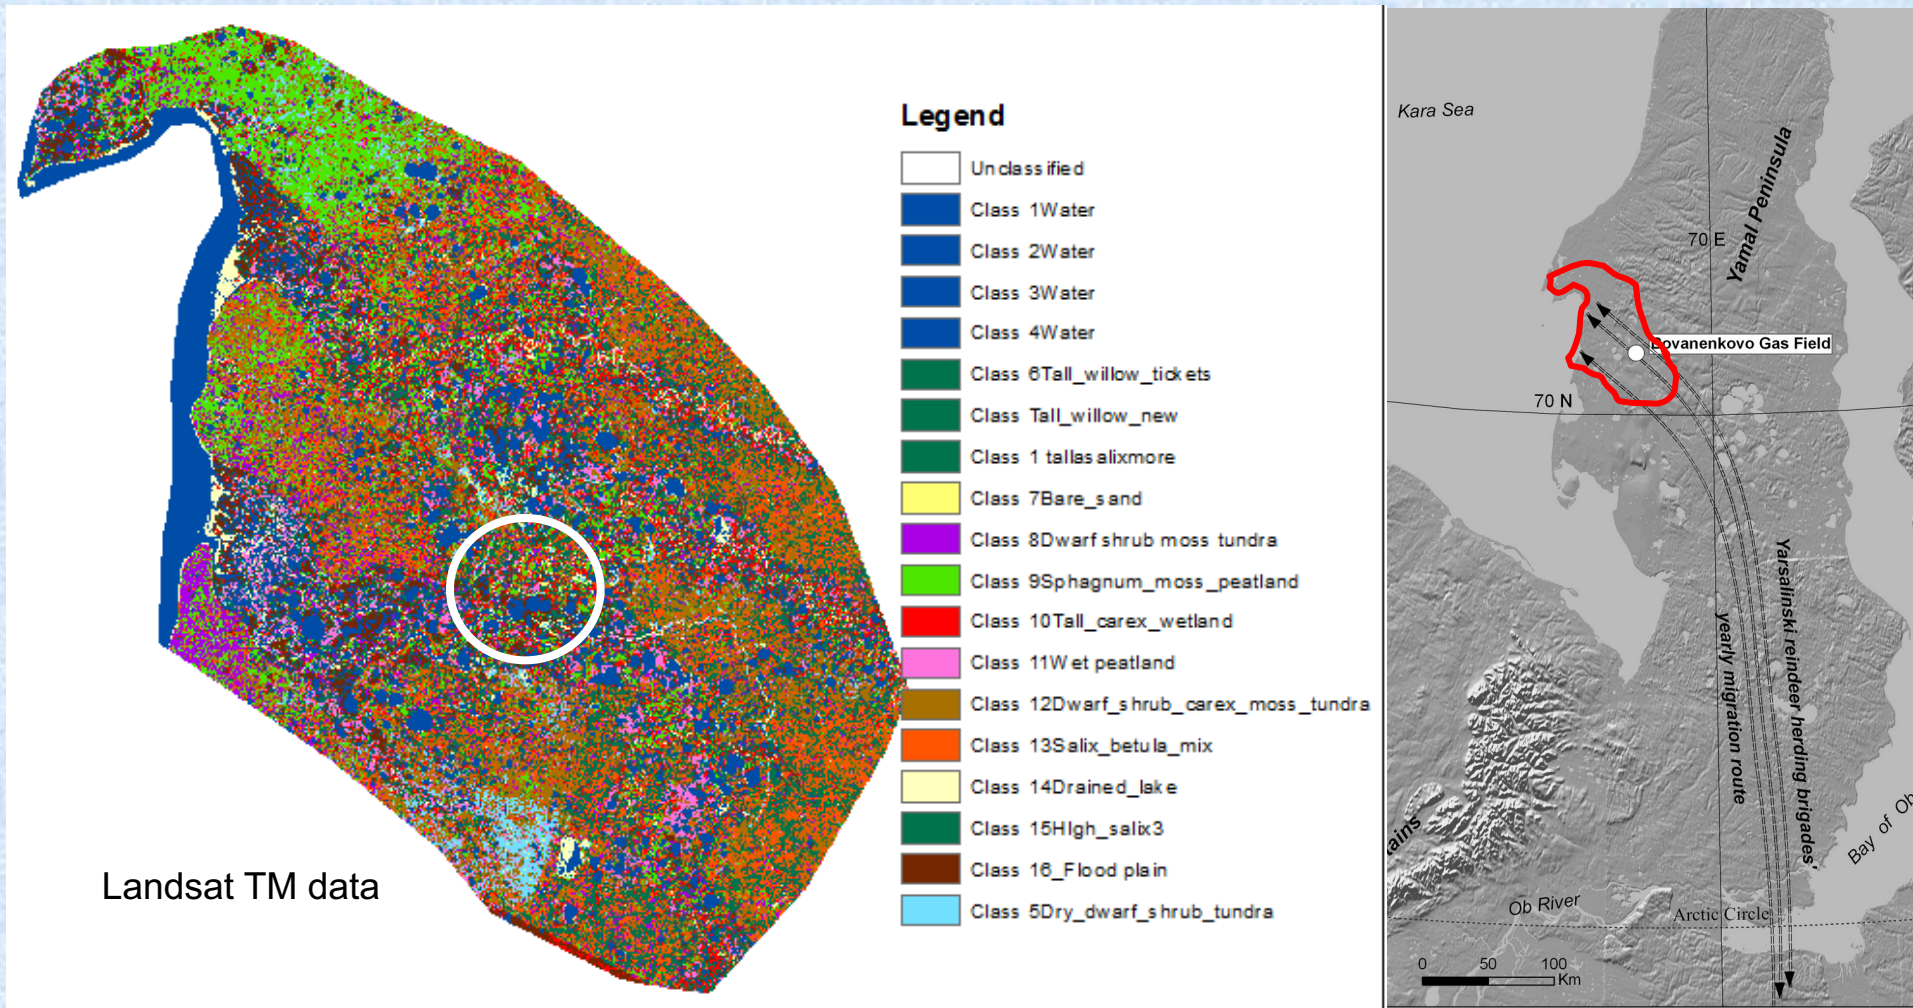 Legend
Unclassified
Class 1Water
Class 2Water
Class 3Water
Class 4Water
Class 6Tall_willow_tickets
Class Tall_willow_new
Class 1 tallasalixmore
Class 7Bare_sand
Class 8Dwarf shrub moss tundra
Class 9Sphagnum_moss_peatland
Class 10Tall_carex_wetland
Class 11Wet peatland
Class 12Dwarf_shrub_carex_moss_tundra
Class 13Salix_betula_mix
Class 14Drained_lake
Class 15HIgh_salix3
Class 16_Flood plain
Class 5Dry_dwarf_shrub_tundra
Landsat TM data
Kara Sea
Yamal Peninsula
70 E
Bovanenkovo Gas Field
70 N
Yarsalinski reindeer herding brigades'
yearly migration route
tains
Bay of Ob
Ob River
Arctic Circle
0 50 100
Km